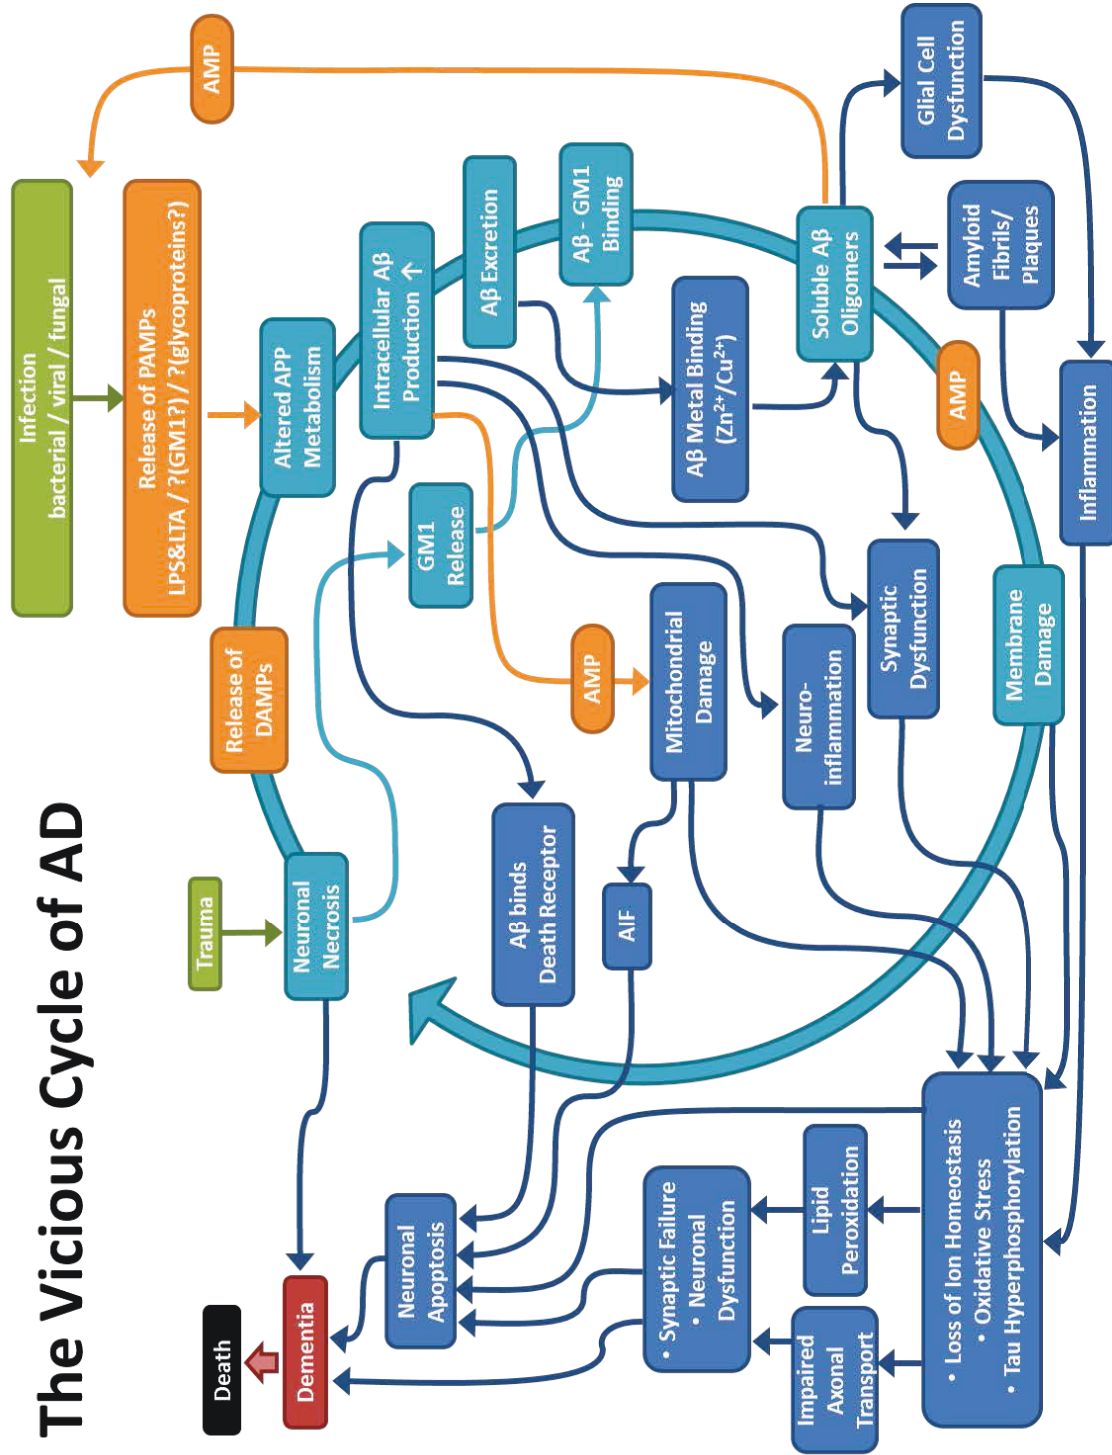 The Vicious Cycle of AD
Infection
bacterial / viral / fungal
Release of PAMPs
LPS&LTA / ?(GM1?) / ?(glycoproteins?)
AMP
Trauma
Release of
DAMPs
Altered APP
Metabolism
Neuronal
Necrosis
Intracellular Aβ
Production ↑
Aβ Excretion
GM1
Release
Aβ - GM1
Binding
Death
Dementia
Neuronal
Apoptosis
Aβ binds
Death Receptor
AMP
AIF
Mitochondrial
Damage
Aβ Metal Binding
(Zn²⁺/Cu²⁺)
Soluble Aβ
Oligomers
Glial Cell
Dysfunction
• Synaptic Failure
• Neuronal
Dysfunction
Neuro-
inflammation
Synaptic
Dysfunction
AMP
Amyloid
Fibrils/
Plaques
Impaired
Axonal
Transport
Lipid
Peroxidation
Membrane
Damage
Inflammation
• Loss of Ion Homeostasis
• Oxidative Stress
• Tau Hyperphosphorylation